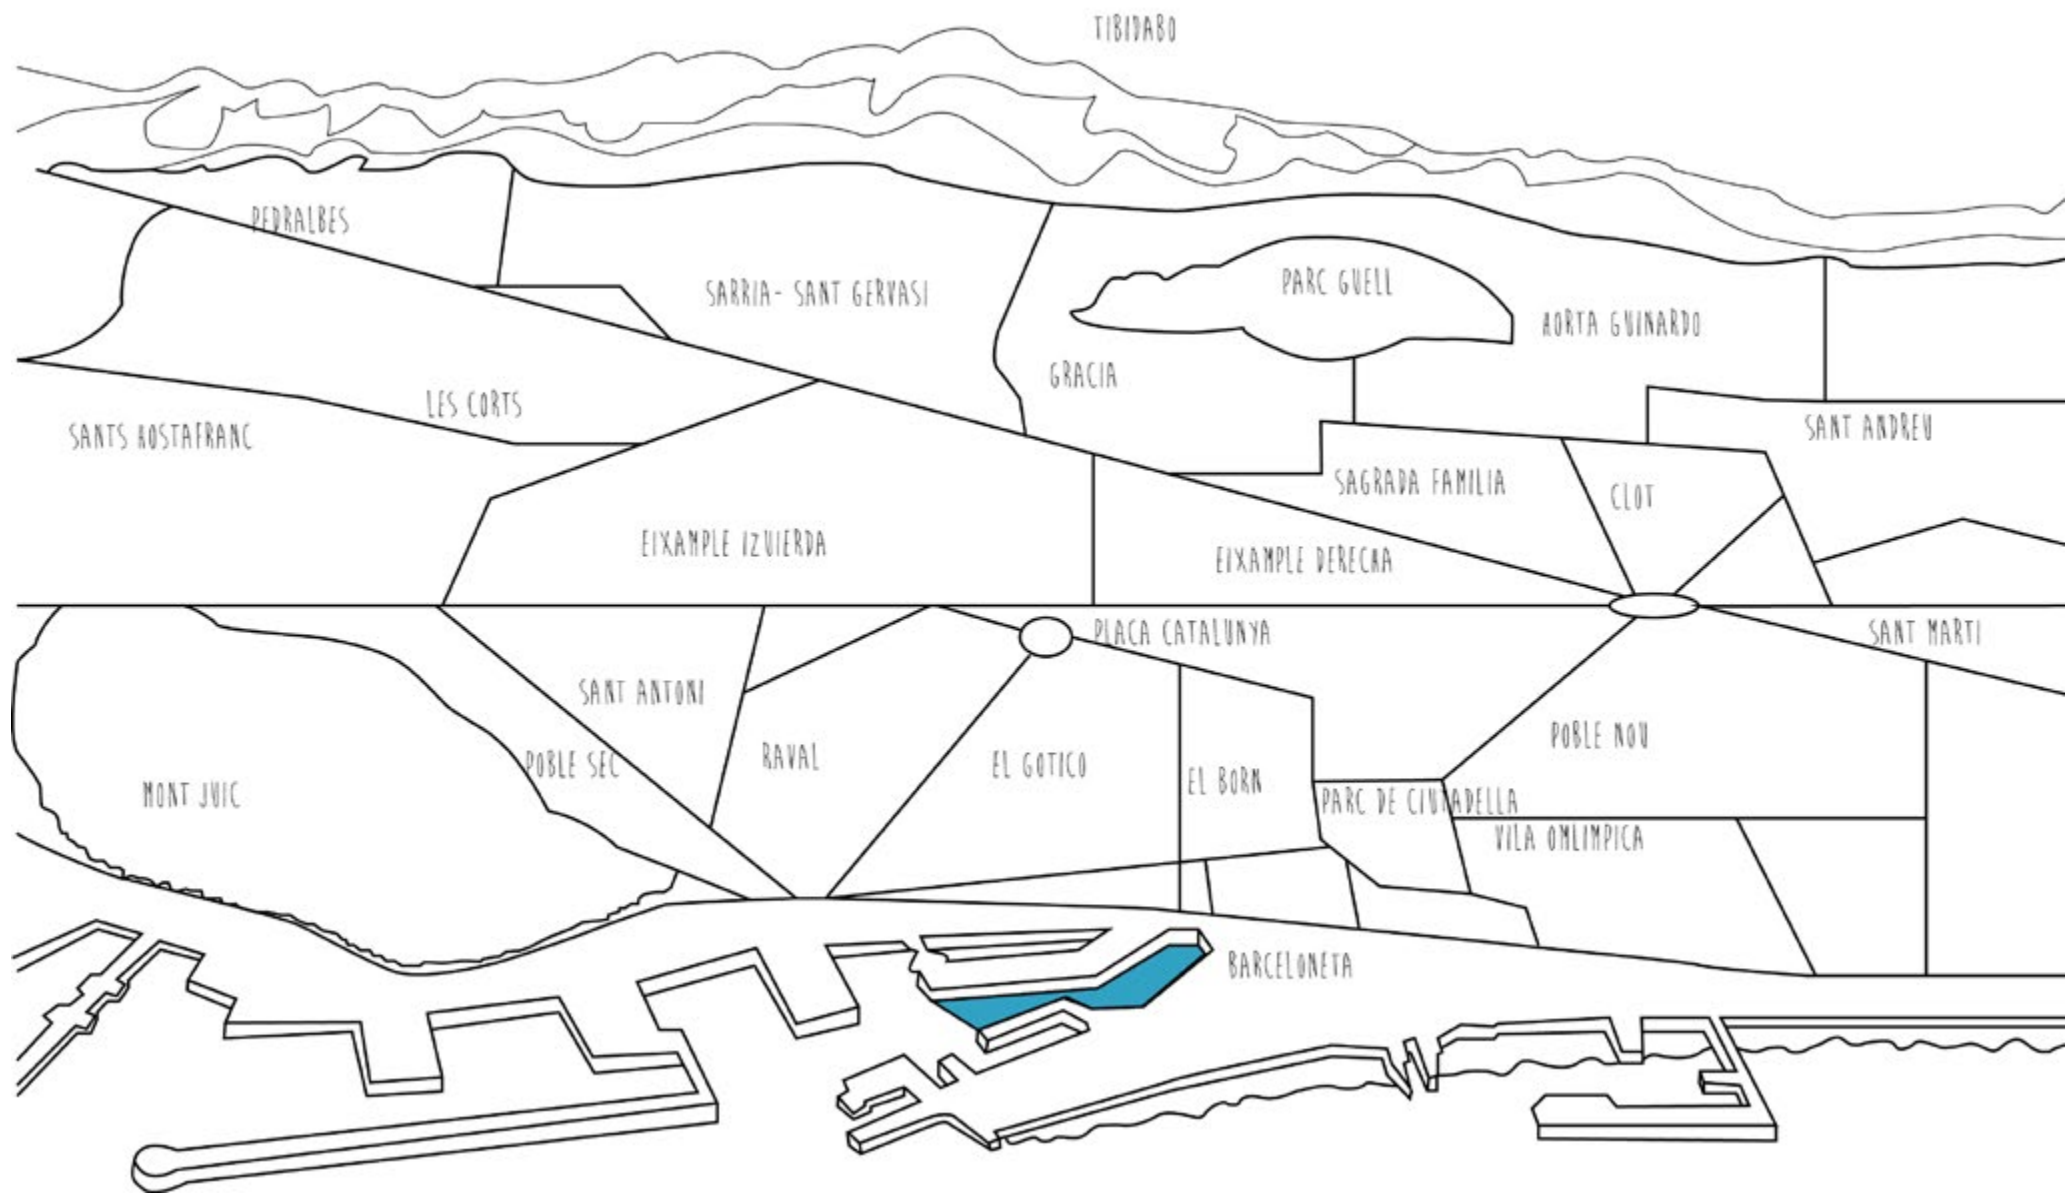 TIBIDABO
PEDRALBES
SARRIA- SANT GERVASI
PARC GUELL
HORTA GUINARDO
GRACIA
LES CORTS
SANTS HOSTAFRANC
SANT ANDREU
SAGRADA FAMILIA
CLOT
EIXAMPLE IZUIERDA
EIXAMPLE DERECHA
PLACA CATALUNYA
SANT MARTI
SANT ANTONI
POBLE NOU
POBLE SEC
RAVAL
EL GOTICO
EL BORN
MONT JUIC
PARC DE CIUTADELLA
VILA OMLIMPICA
BARCELONETA